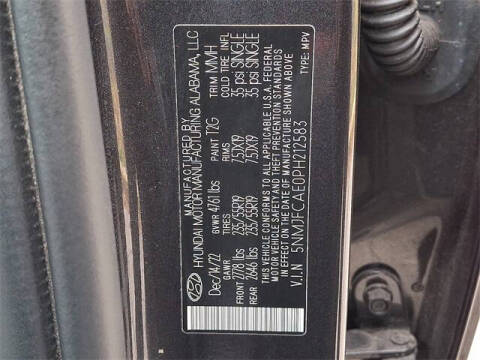 MANUFACTURED BY
HYUNDAI MOTOR MANUFACTURING ALABAMA, LLC
Dec/14/22 GVWR 4761 lbs PAINT T2G TRIM MMH
GAWR TIRES RIMS COLD TIRE INFL
FRONT 2778 lbs 235/55R19 7.5JX19 35 psi SINGLE
REAR 2646 lbs 235/55R19 7.5JX19 35 psi SINGLE
THIS VEHICLE CONFORMS TO ALL APPLICABLE U.S.A. FEDERAL
MOTOR VEHICLE SAFETY AND THEFT PREVENTION STANDARDS
IN EFFECT ON THE DATE OF MANUFACTURE SHOWN ABOVE
V.I.N 5NMJFCAE0PH212583 TYPE: MPV